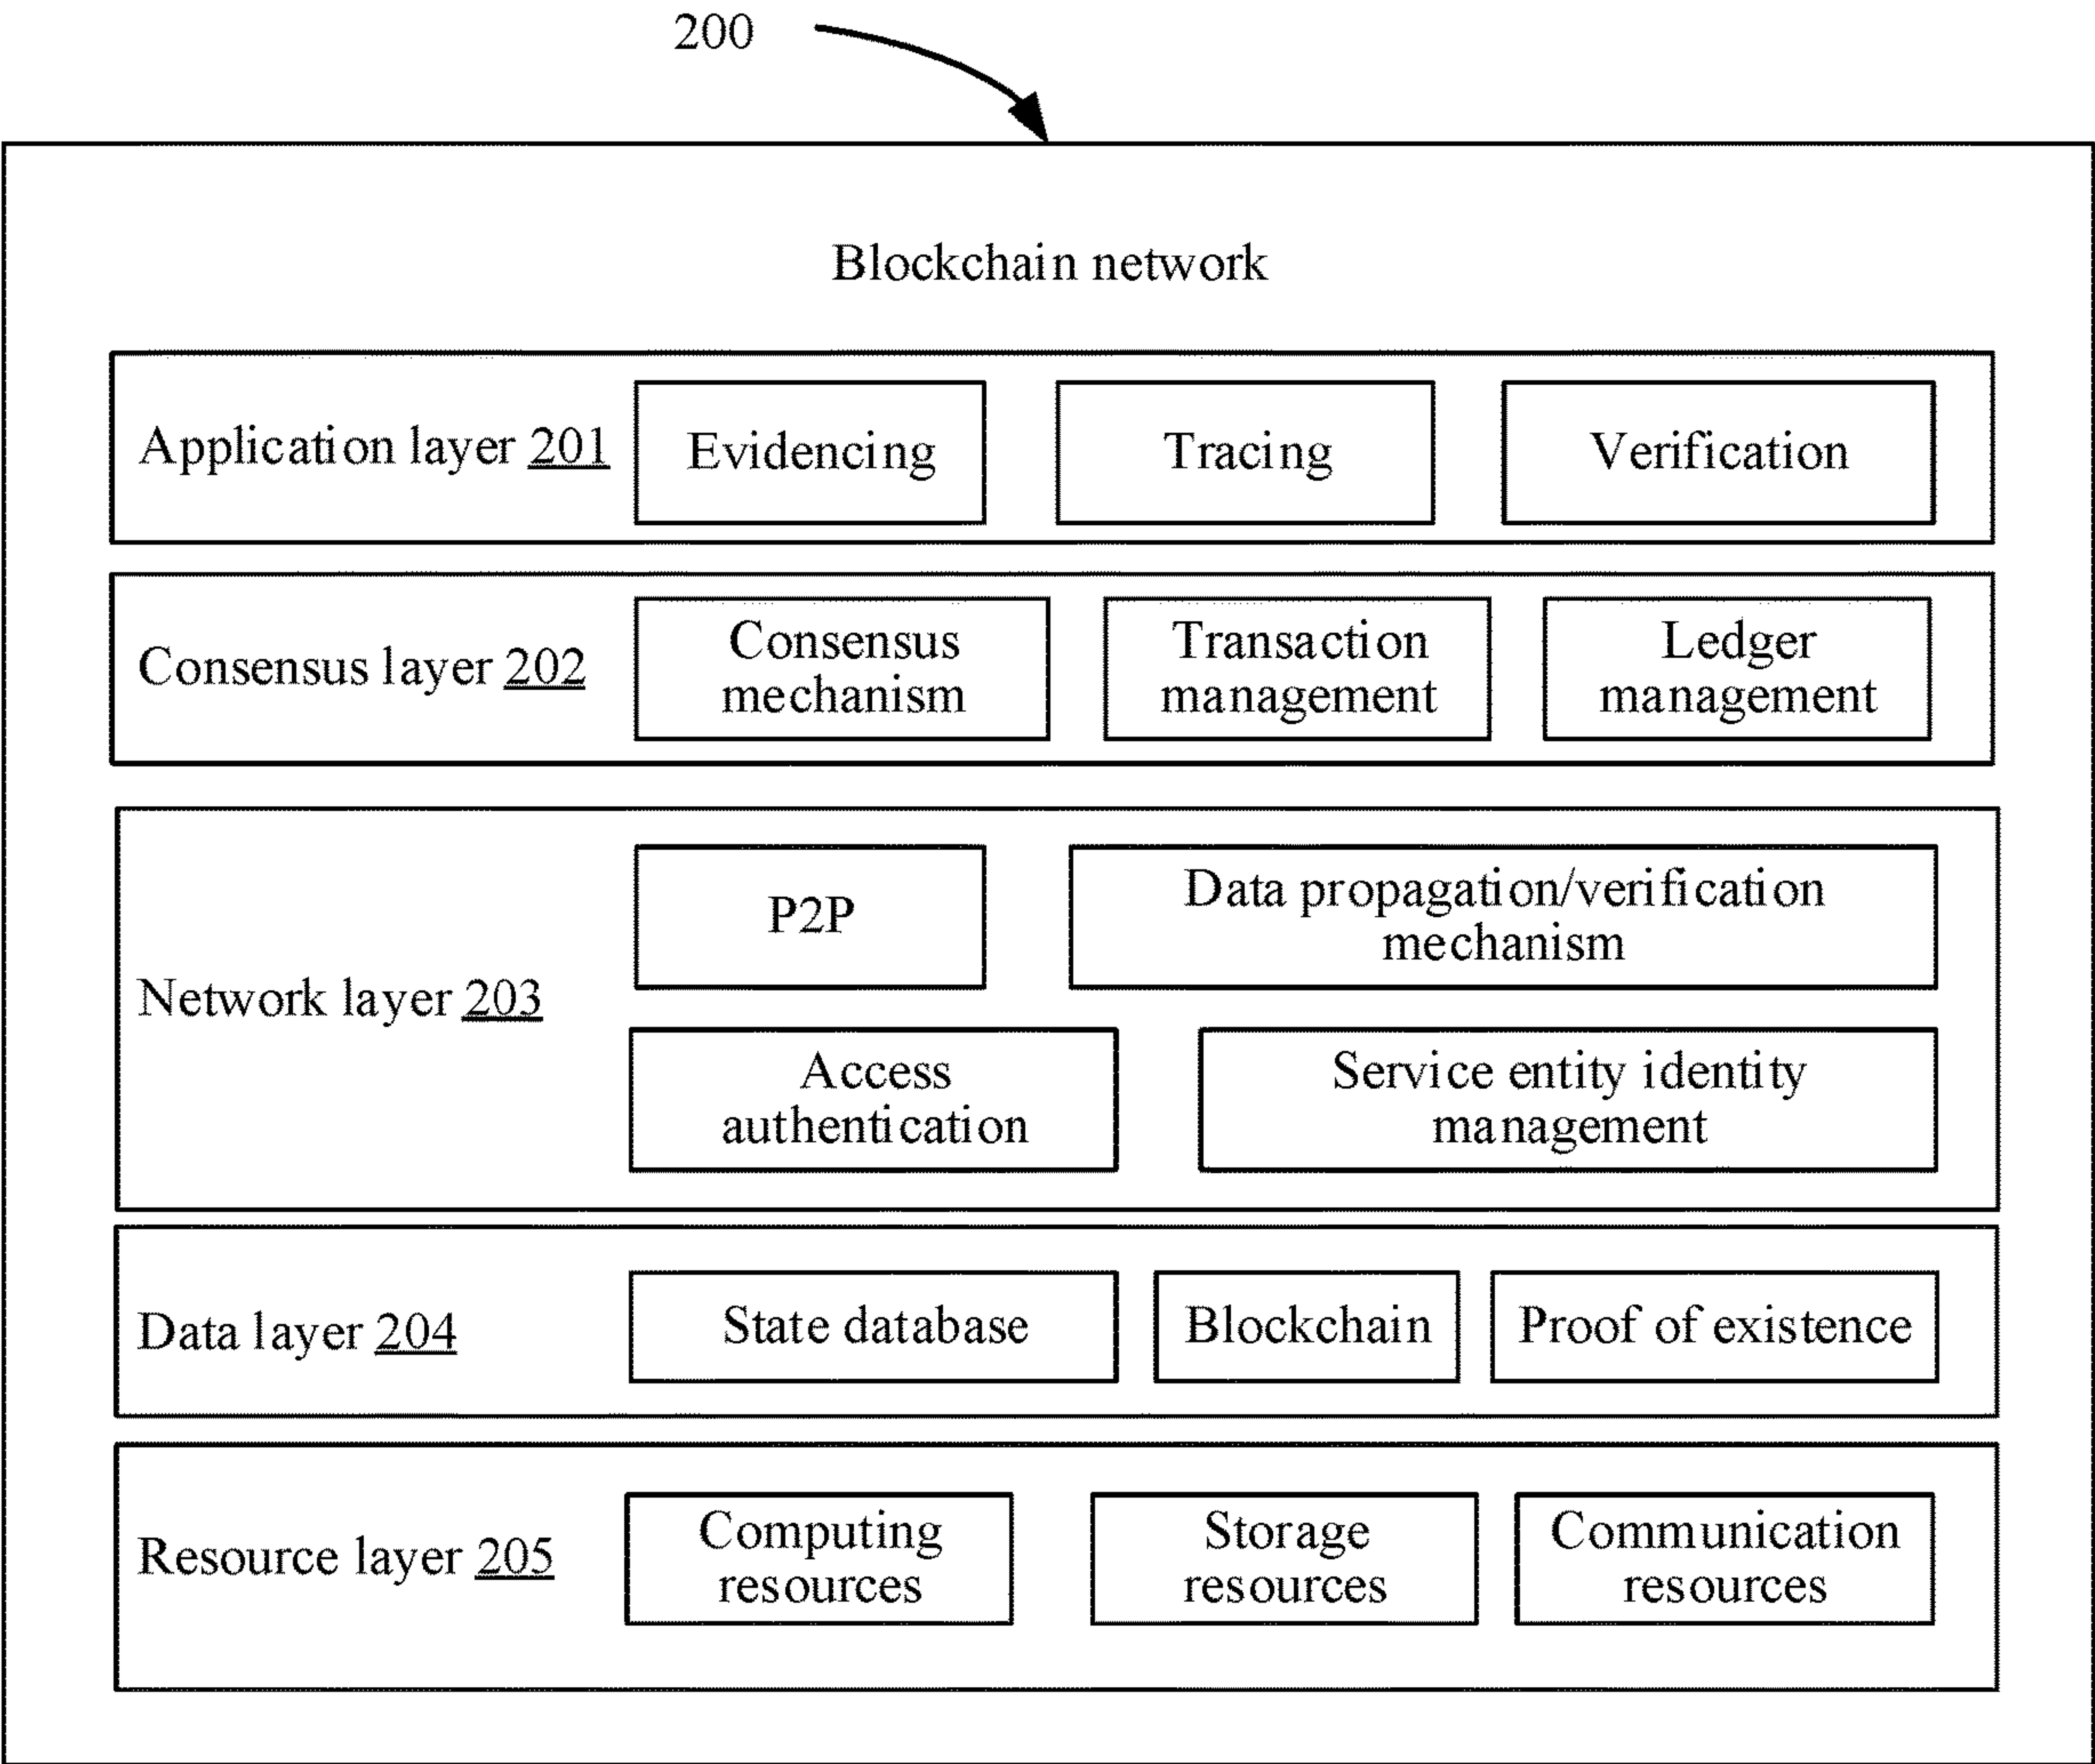 200
Blockchain network
Application layer 201
Evidencing
Tracing
Verification
Consensus layer 202
Consensus
mechanism
Transaction
management
Ledger
management
Network layer 203
P2P
Data propagation/verification
mechanism
Access
authentication
Service entity identity
management
Data layer 204
State database
Blockchain
Proof of existence
Resource layer 205
Computing
resources
Storage
resources
Communication
resources